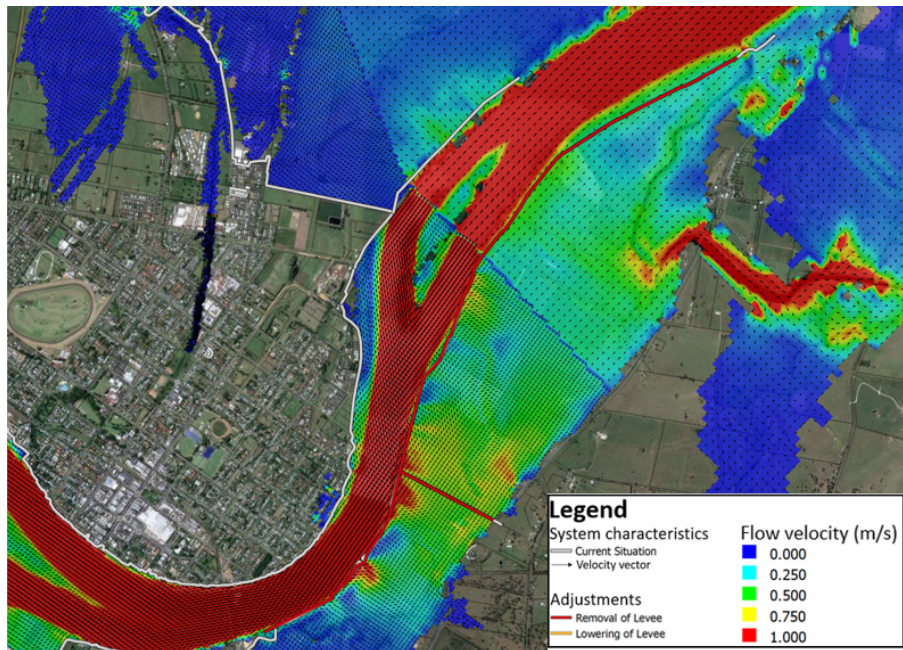 Legend
System characteristics
Current Situation
Velocity vector
Adjustments
Removal of Levee
Lowering of Levee
Flow velocity (m/s)
0.000
0.250
0.500
0.750
1.000